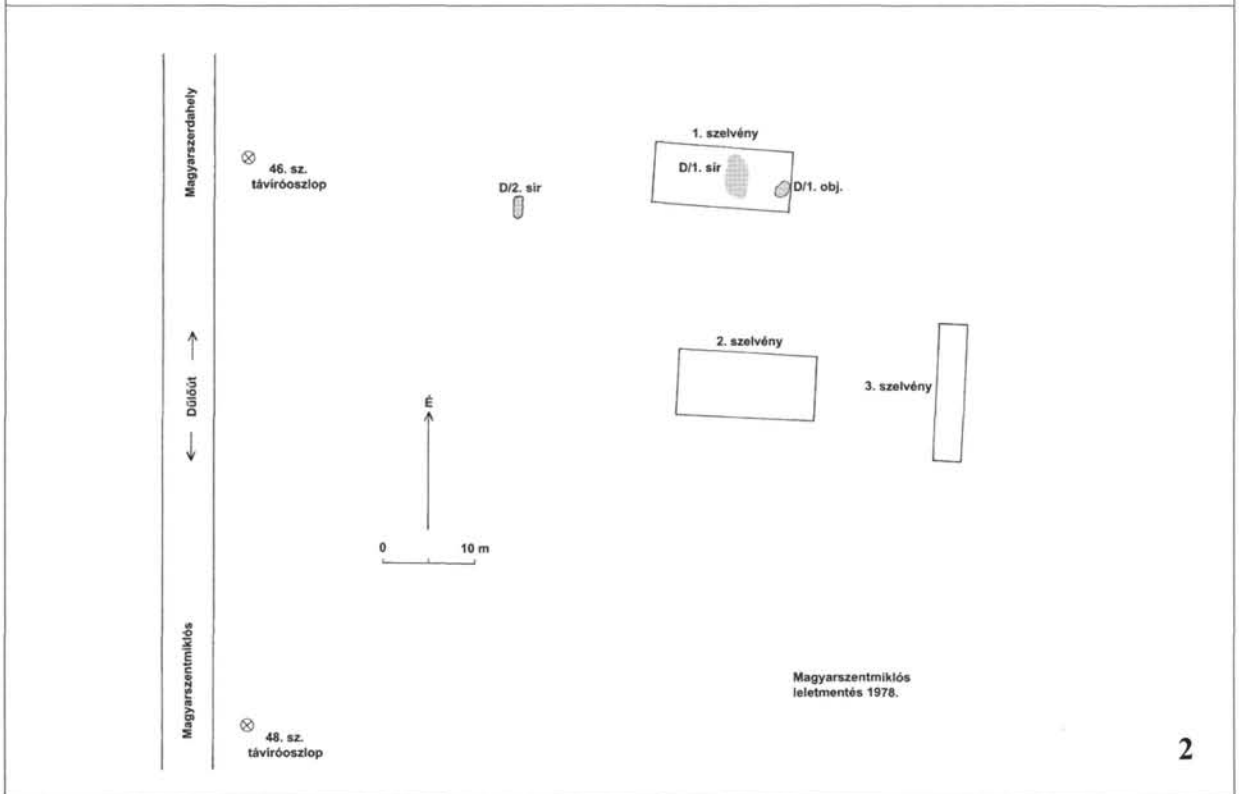 Magyarszerdahely
46. sz.
távíróoszlop
D/2. sír
1. szelvény
D/1. sír
D/1. obj.
← Dűlőút →
2. szelvény
3. szelvény
É
0 10 m
Magyarszentmiklós
48. sz.
távíróoszlop
Magyarszentmiklós
leletmentés 1978.
2